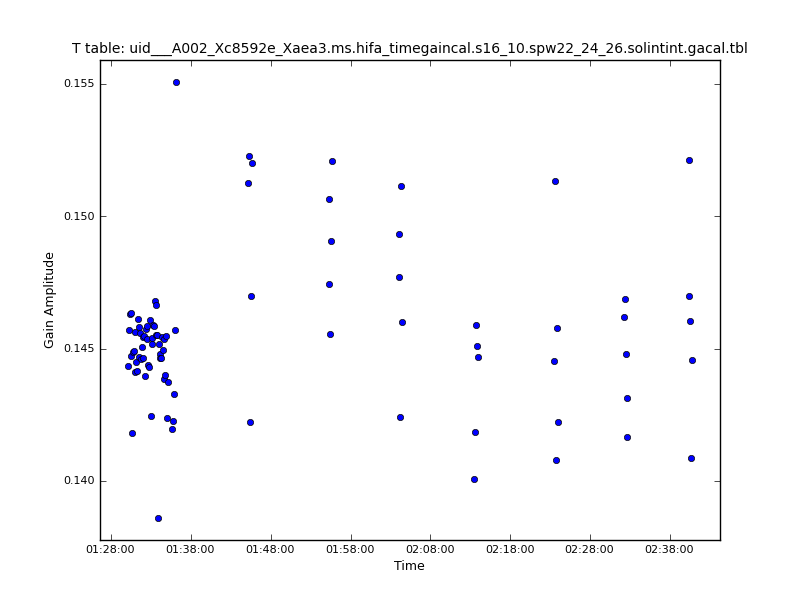 T table: uid___A002_Xc8592e_Xaea3.ms.hifa_timegaincal.s16_10.spw22_24_26.solintint.gacal.tbl
0.155
0.150
0.145
0.140
Gain Amplitude
01:28:00 01:38:00 01:48:00 01:58:00 02:08:00 02:18:00 02:28:00 02:38:00
Time